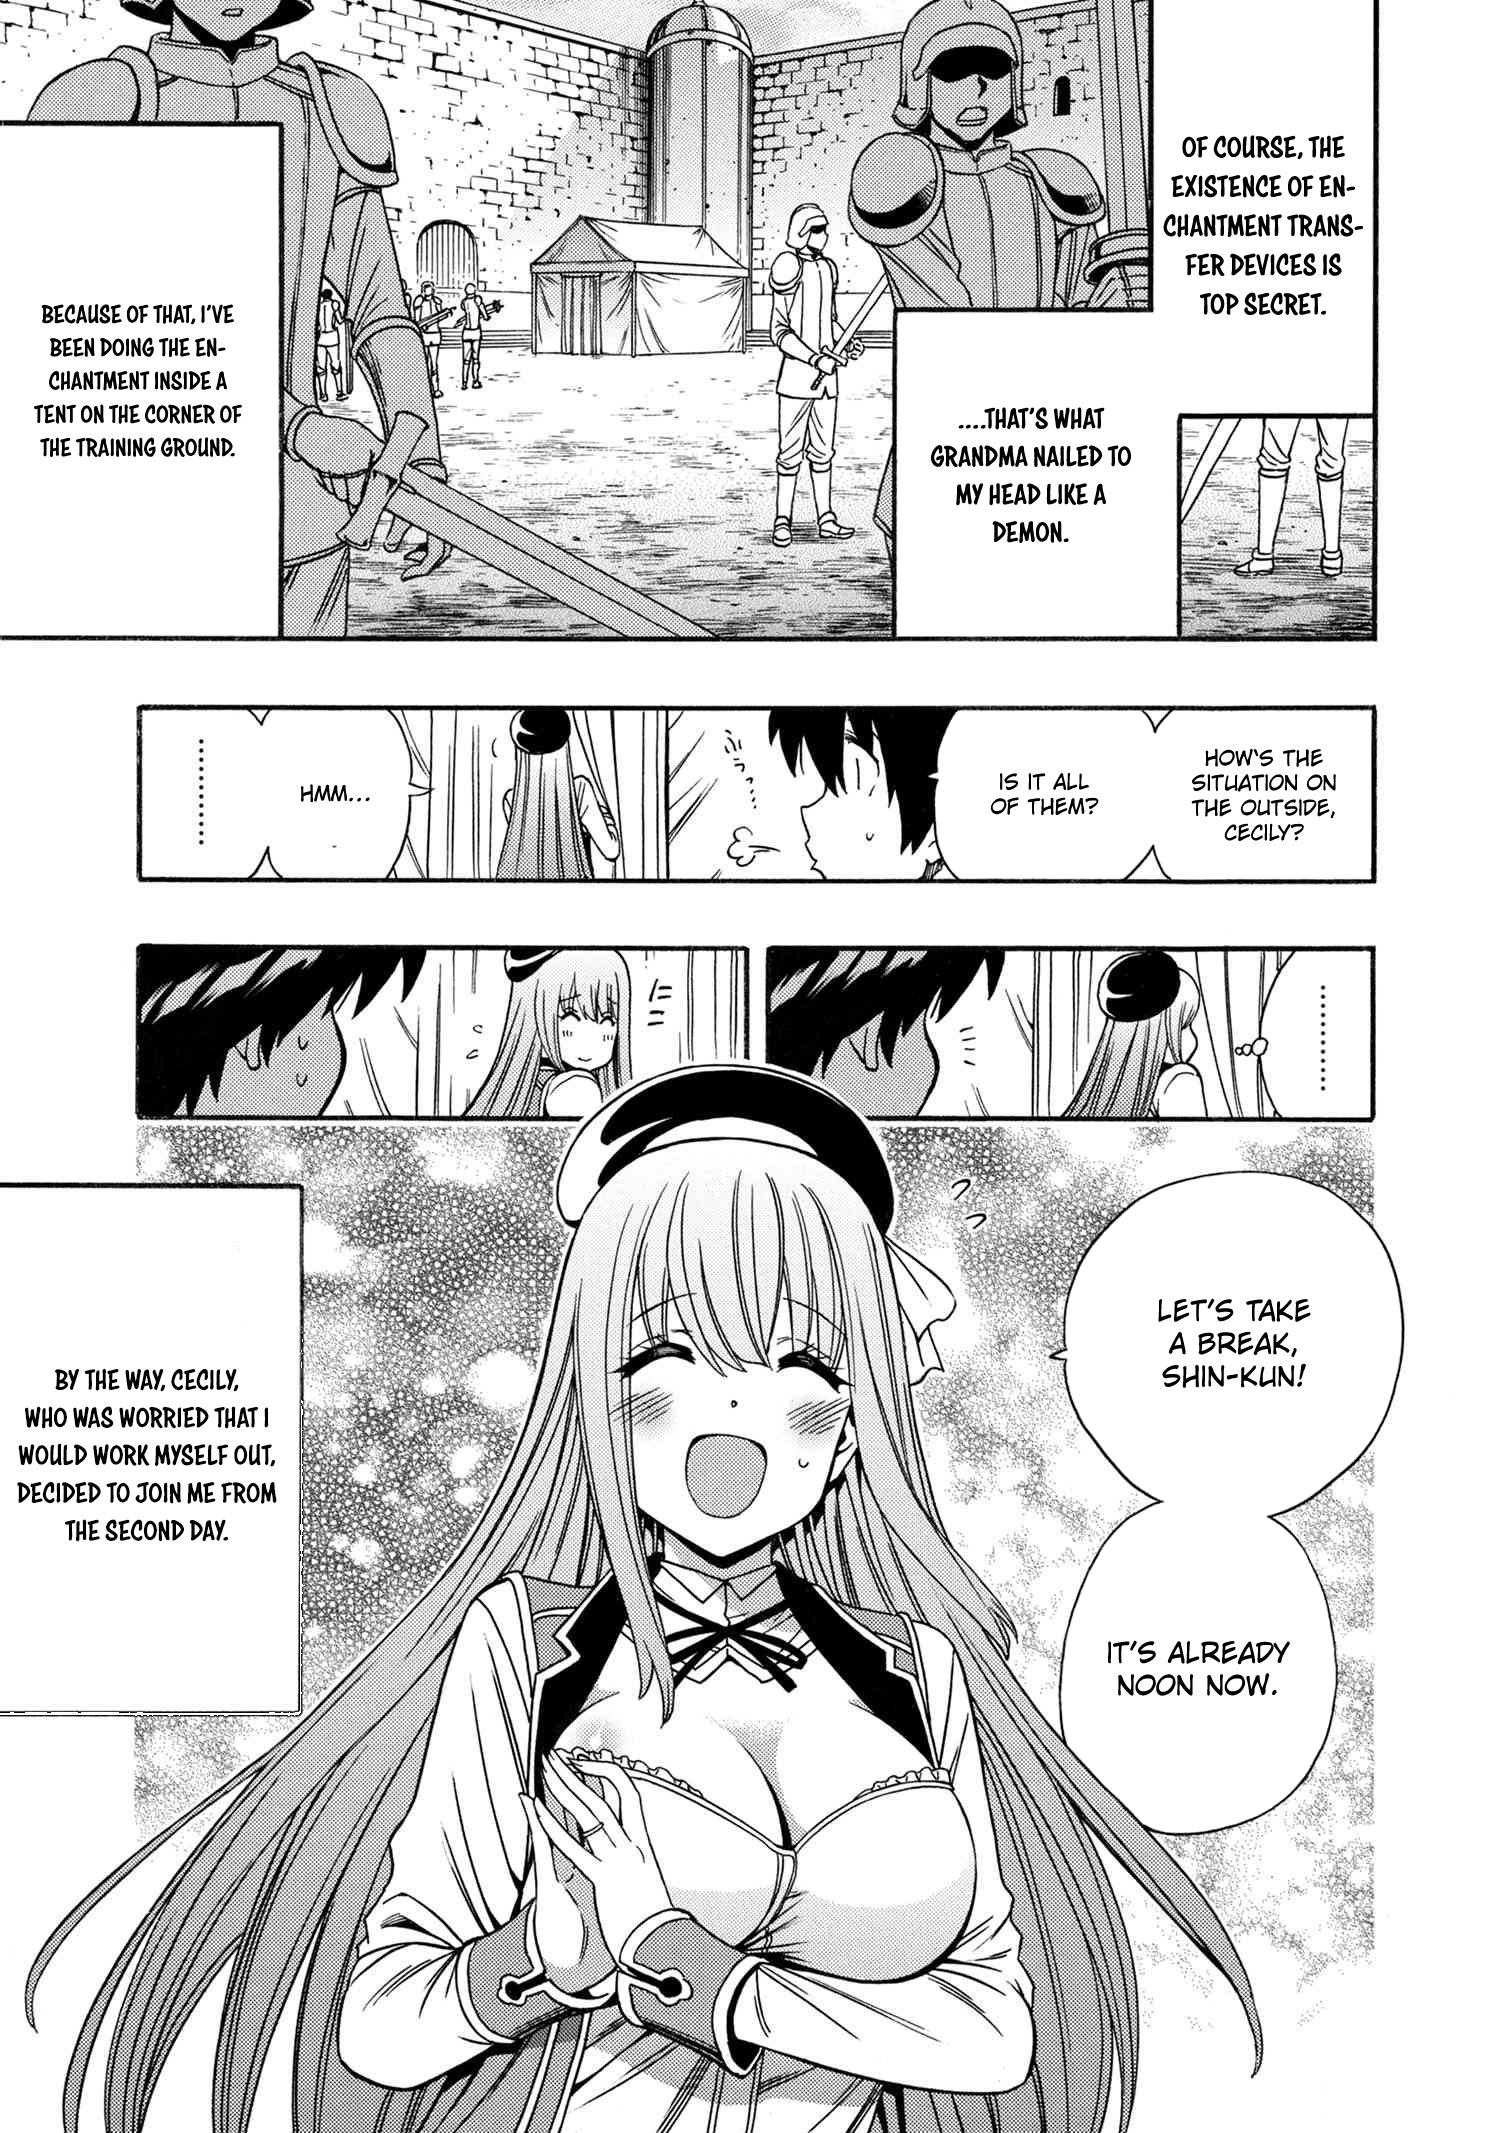 OF COURSE, THE
EXISTENCE OF EN-
CHANTMENT TRANS-
FER DEVICES IS
TOP SECRET.
....THAT'S WHAT
GRANDMA NAILED TO
MY HEAD LIKE A
DEMON.
BECAUSE OF THAT, I'VE
BEEN DOING THE EN-
CHANTMENT INSIDE A
TENT ON THE CORNER OF
THE TRAINING GROUND.
HOW'S THE
SITUATION ON
THE OUTSIDE,
CECILY?
IS IT ALL
OF THEM?
HMM...
..........
..........
LET'S TAKE
A BREAK,
SHIN-KUN!
IT'S ALREADY
NOON NOW.
BY THE WAY, CECILY,
WHO WAS WORRIED THAT I
WOULD WORK MYSELF OUT,
DECIDED TO JOIN ME FROM
THE SECOND DAY.